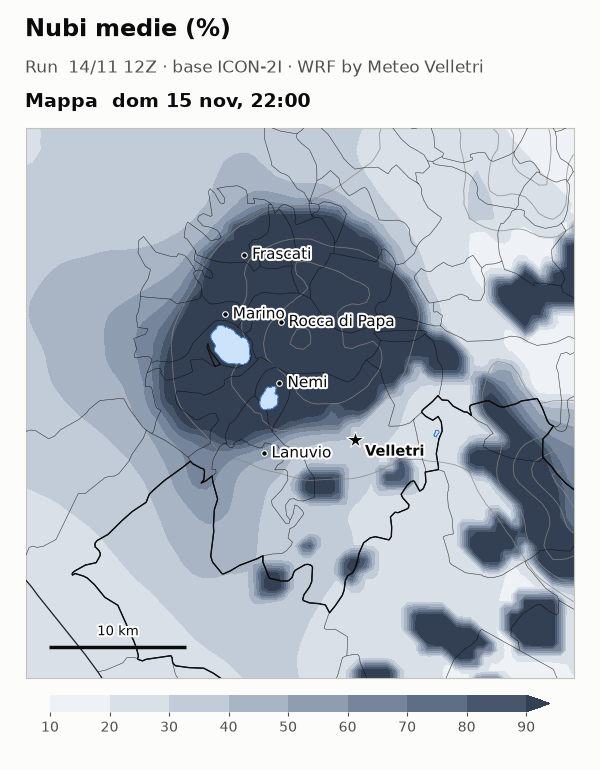 Nubi medie (%)
Run  14/11 12Z · base ICON-2I · WRF by Meteo Velletri
Mappa  dom 15 nov, 22:00
Frascati
Marino
Rocca di Papa
Nemi
Velletri
Lanuvio
10 km
10 20 30 40 50 60 70 80 90